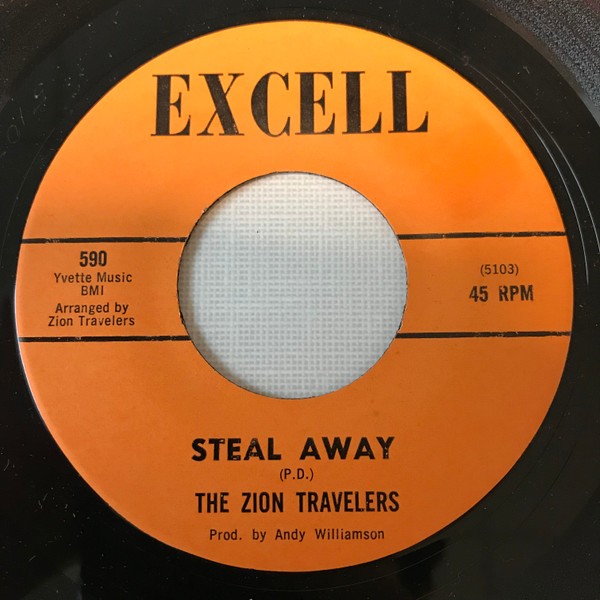 EXCELL
590
Yvette Music
BMI
Arranged by
Zion Travelers
(5103)
45 RPM
STEAL AWAY
(P.D.)
THE ZION TRAVELERS
Prod. by Andy Williamson